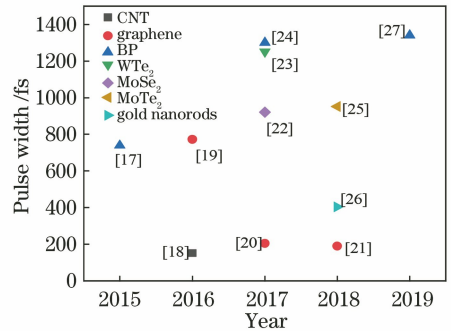 1400
1200
1000
800
600
400
200
0
Pulse width /fs
CNT
graphene
BP
WTe₂
MoSe₂
MoTe₂
gold nanorods
[17]
[18]
[19]
[20]
[21]
[22]
[23]
[24]
[25]
[26]
[27]
2015 2016 2017 2018 2019
Year